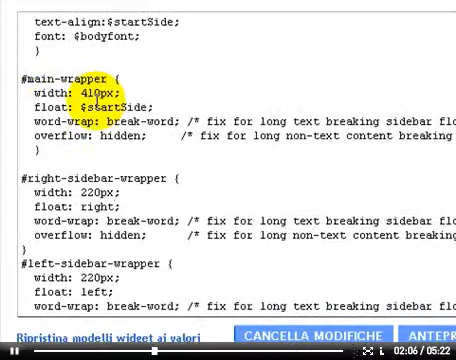 text-align:$startSide;
font: $bodyfont;
}
#main-wrapper {
width: 410px;
float: $startSide;
word-wrap: break-word; /* fix for long text breaking sidebar flo
overflow: hidden; /* fix for long non-text content breaking
}
#right-sidebar-wrapper {
width: 220px;
float: right;
word-wrap: break-word; /* fix for long text breaking sidebar flo
overflow: hidden; /* fix for long non-text content breaking
}
#left-sidebar-wrapper {
width: 220px;
float: left;
word-wrap: break-word; /* fix for long text breaking sidebar flo
Ripristina modelli widget ai valori
CANCELLA MODIFICHE
ANTEPR
02:06 / 05:22